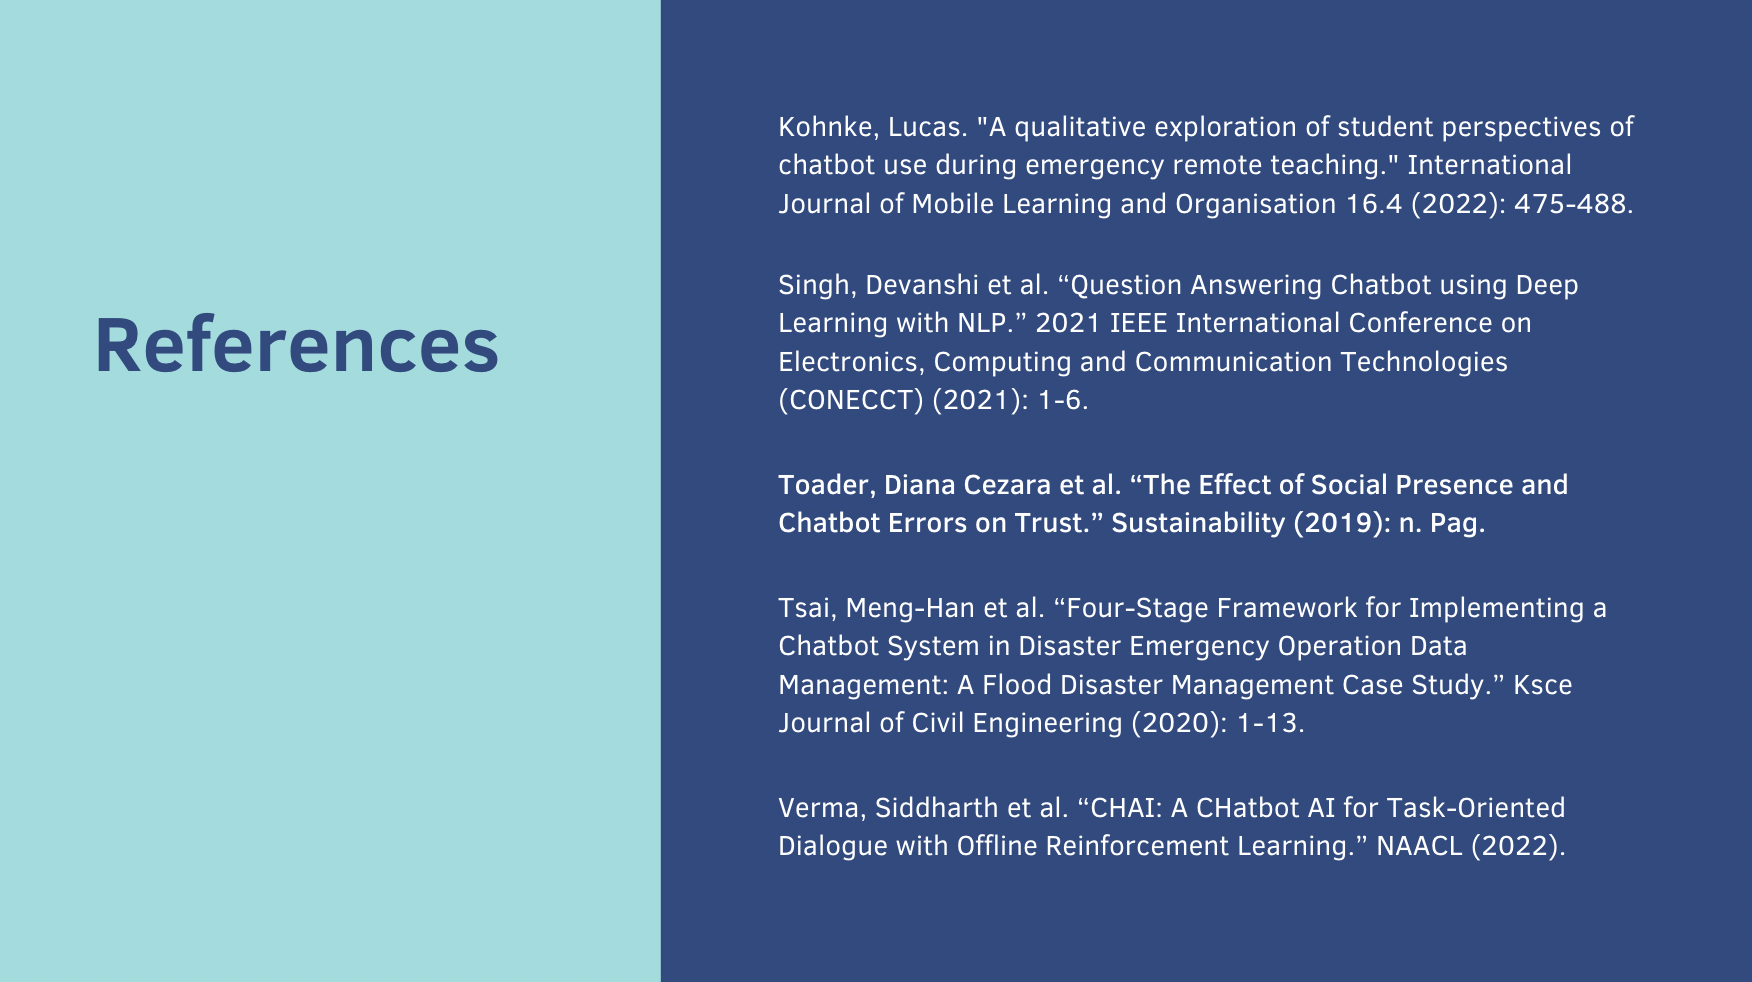 References
Kohnke, Lucas. "A qualitative exploration of student perspectives of
chatbot use during emergency remote teaching." International
Journal of Mobile Learning and Organisation 16.4 (2022): 475-488.
Singh, Devanshi et al. “Question Answering Chatbot using Deep
Learning with NLP.” 2021 IEEE International Conference on
Electronics, Computing and Communication Technologies
(CONECCT) (2021): 1-6.
Toader, Diana Cezara et al. “The Effect of Social Presence and
Chatbot Errors on Trust.” Sustainability (2019): n. Pag.
Tsai, Meng-Han et al. “Four-Stage Framework for Implementing a
Chatbot System in Disaster Emergency Operation Data
Management: A Flood Disaster Management Case Study.” Ksce
Journal of Civil Engineering (2020): 1-13.
Verma, Siddharth et al. “CHAI: A CHatbot AI for Task-Oriented
Dialogue with Offline Reinforcement Learning.” NAACL (2022).